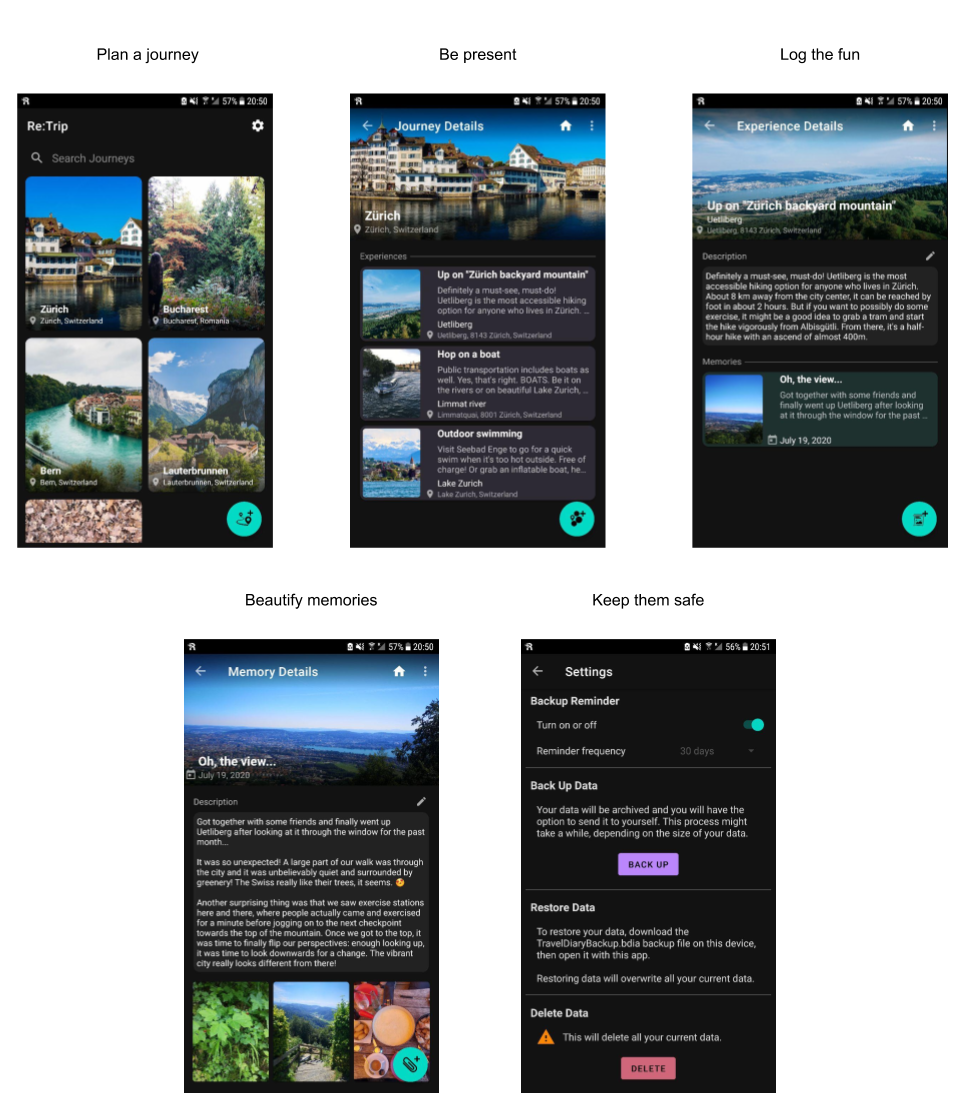 Plan a journey
Be present
Log the fun
57% 20:50
Re:Trip
Search Journeys
Zürich
Zürich, Switzerland
Bucharest
Bucharest, Romania
Bern
Bern, Switzerland
Lauterbrunnen
Lauterbrunnen, Switzerland
57% 20:50
Journey Details
Zürich
Zürich, Switzerland
Experiences
Up on "Zürich backyard mountain"
Definitely a must-see, must-do!
Uetliberg is the most accessible hiking
option for anyone who lives in Zürich. ...
Uetliberg
Uetliberg, 8143 Zürich, Switzerland
Hop on a boat
Public transportation includes boats as
well. Yes, that's right. BOATS. Be it on
the rivers or on beautiful Lake Zurich, ...
Limmat river
Limmatquai, 8001 Zürich, Switzerland
Outdoor swimming
Visit Seebad Enge to go for a quick
swim when it's too hot outside. Free of
charge! Or grab an inflatable boat, he...
Lake Zurich
Lake Zurich, Switzerland
57% 20:50
Experience Details
Up on "Zürich backyard mountain"
Uetliberg
Uetliberg, 8143 Zürich, Switzerland
Description
Definitely a must-see, must-do! Uetliberg is the most
accessible hiking option for anyone who lives in Zürich.
About 8 km away from the city center, it can be reached by
foot in about 2 hours. But if you want to possibly do some
exercise, it might be a good idea to grab a tram and start
the hike vigorously from Albisgütli. From there, it's a half-
hour hike with an ascend of almost 400m.
Memories
Oh, the view...
Got together with some friends and
finally went up Uetliberg after looking
at it through the window for the past ...
July 19, 2020
Beautify memories
Keep them safe
57% 20:50
Memory Details
Oh, the view...
July 19, 2020
Description
Got together with some friends and finally went up
Uetliberg after looking at it through the window for the past
month...
It was so unexpected! A large part of our walk was through
the city and it was unbelievably quiet and surrounded by
greenery! The Swiss really like their trees, it seems. 🧐
Another surprising thing was that we saw exercise stations
here and there, where people actually came and exercised
for a minute before jogging on to the next checkpoint
towards the top of the mountain. Once we got to the top, it
was time to finally flip our perspectives: enough looking up,
it was time to look downwards for a change. The vibrant
city really looks different from there!
56% 20:51
Settings
Backup Reminder
Turn on or off
Reminder frequency 30 days
Back Up Data
Your data will be archived and you will have the
option to send it to yourself. This process might
take a while, depending on the size of your data.
BACK UP
Restore Data
To restore your data, download the
TravelDiaryBackup.bdia backup file on this device,
then open it with this app.
Restoring data will overwrite all your current data.
Delete Data
This will delete all your current data.
DELETE